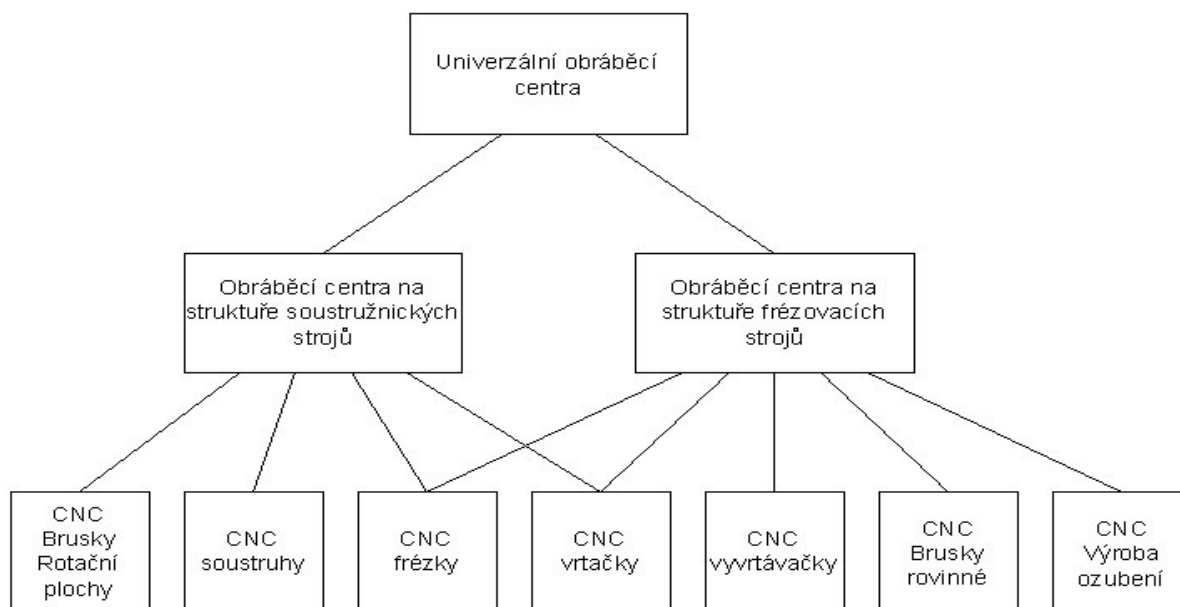 Univerzální obráběcí
centra
Obráběcí centra na
struktuře soustružnických
strojů
Obráběcí centra na
struktuře frézovacích
strojů
CNC
Brusky
Rotační
plochy
CNC
soustruhy
CNC
frézky
CNC
vrtačky
CNC
vyvrtávačky
CNC
Brusky
rovinné
CNC
Výroba
ozubení